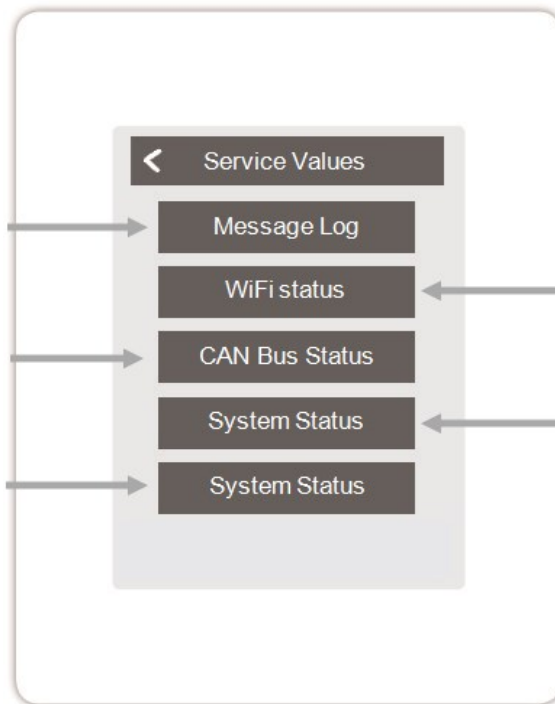 Service Values
Message Log
WiFi status
CAN Bus Status
System Status
System Status